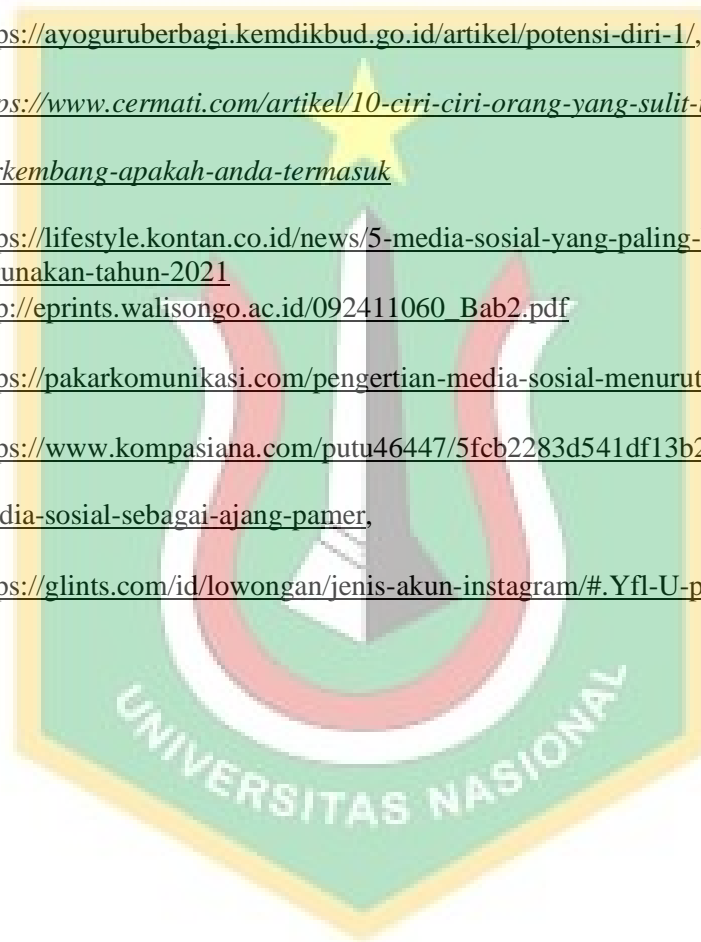 ps://ayoguruberbagi.kemdikbud.go.id/artikel/potensi-diri-1/,
ps://www.cermati.com/artikel/10-ciri-ciri-orang-yang-sulit-
rkembang-apakah-anda-termasuk
ps://lifestyle.kontan.co.id/news/5-media-sosial-yang-paling-
unakan-tahun-2021
p://eprints.walisongo.ac.id/092411060_Bab2.pdf
ps://pakarkomunikasi.com/pengertian-media-sosial-menurut
ps://www.kompasiana.com/putu46447/5fcb2283d541df13b2
dia-sosial-sebagai-ajang-pamer,
ps://glints.com/id/lowongan/jenis-akun-instagram/#.Yfl-U-p
UNIVERSITAS NASIONAL